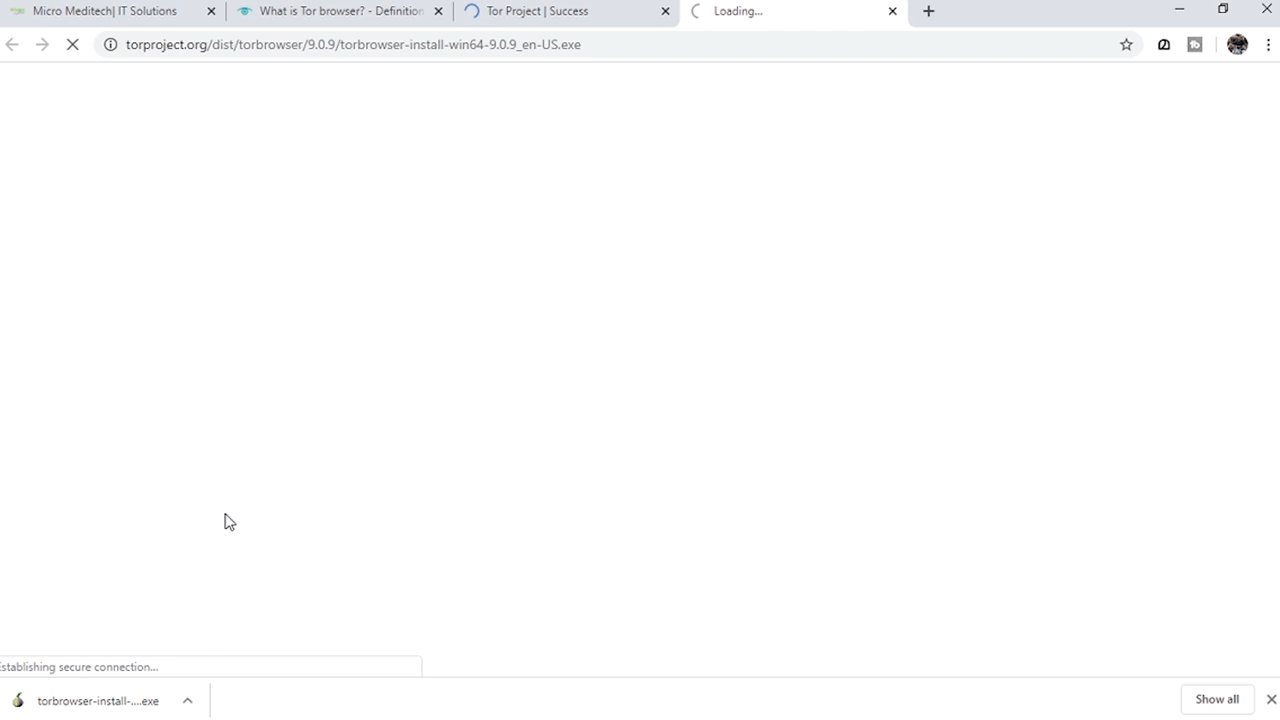 Micro Meditech| IT Solutions
What is Tor browser? - Definition
Tor Project | Success
Loading...
torproject.org/dist/torbrowser/9.0.9/torbrowser-install-win64-9.0.9_en-US.exe
Establishing secure connection...
torbrowser-install-....exe
Show all